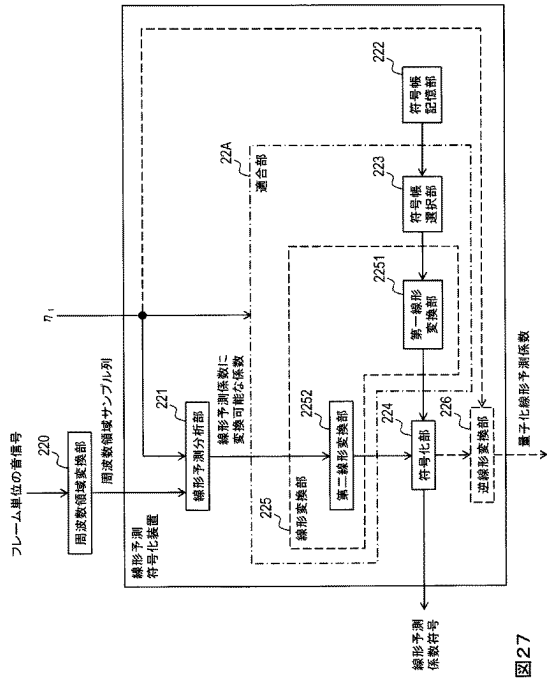 フレーム単位の音信号
220
周波数領域変換部
周波数領域サンプル列
η1
線形予測
符号化装置
221
線形予測分析部
線形予測係数に
変換可能な係数
22A
適合部
222
符号帳
記憶部
223
符号帳
選択部
225
線形変換部
2252
第二線形変換部
2251
第一線形
変換部
224
符号化部
226
逆線形変換部
線形予測
係数符号
量子化線形予測係数
図27